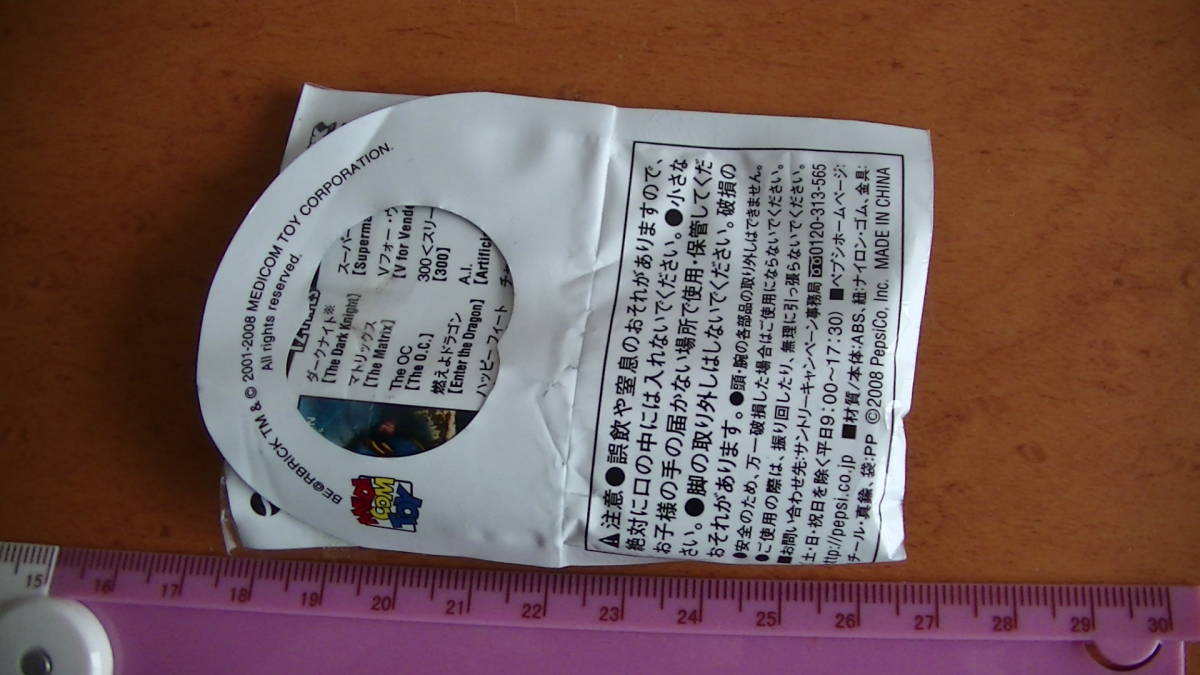 BE@RBRICK TM & © 2001-2008 MEDICOM TOY CORPORATION.
All rights reserved.
MEDICOM TOY
ダークナイト※
[The Dark Knight]
マトリックス
[The Matrix]
The OC
[The O.C.]
燃えよドラゴン
[Enter the Dragon]
ハッピーフィート
スーパー
[Superma
Vフォー・ヴ
[V for Vende
300<スリー
[300]
A.I.
[Artific
⚠注意●誤飲や窒息のおそれがありますので、
絶対に口の中には入れないでください。●小さな
お子様の手の届かない場所で使用・保管してくだ
さい。●脚の取り外しはしないでください。破損の
おそれがあります。●頭・腕の各部品の取り外しはできません。
●安全のため、万一破損した場合はご使用にならないでください。
●ご使用の際は、振り回したり、無理に引っ張らないでください。
■お問い合わせ先:サントリーキャンペーン事務局 0120-313-565
土・日・祝日を除く平日9:00~17:30) ■ペプシホームページ:
ttp://pepsi.co.jp ■材質/本体:ABS、紐:ナイロン・ゴム、金具:
チール・真鍮、袋:PP ©2008 PepsiCo, Inc. MADE IN CHINA
15 16 17 18 19 20 21 22 23 24 25 26 27 28 29 30